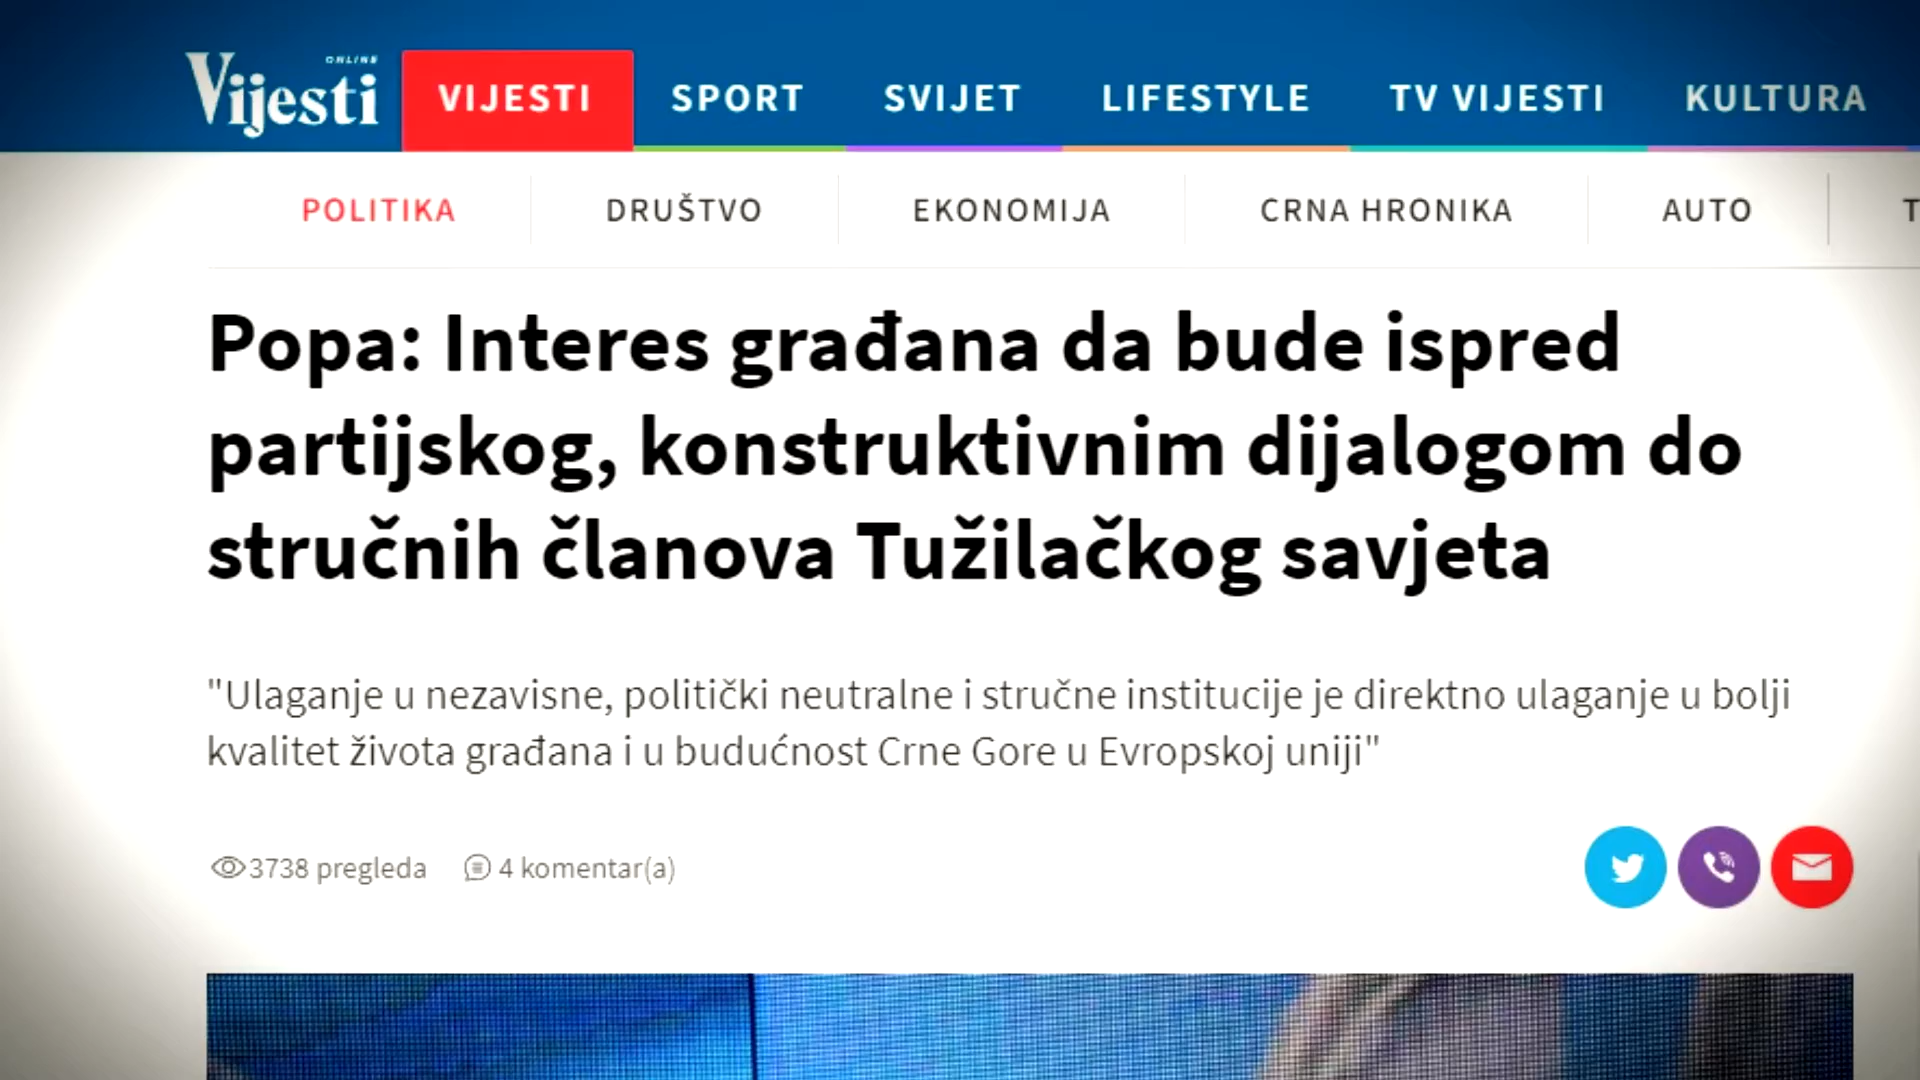 Vijesti ONLINE
VIJESTI SPORT SVIJET LIFESTYLE TV VIJESTI KULTURA
POLITIKA DRUŠTVO EKONOMIJA CRNA HRONIKA AUTO
Popa: Interes građana da bude ispred
partijskog, konstruktivnim dijalogom do
stručnih članova Tužilačkog savjeta
"Ulaganje u nezavisne, politički neutralne i stručne institucije je direktno ulaganje u bolji
kvalitet života građana i u budućnost Crne Gore u Evropskoj uniji"
3738 pregleda 4 komentar(a)